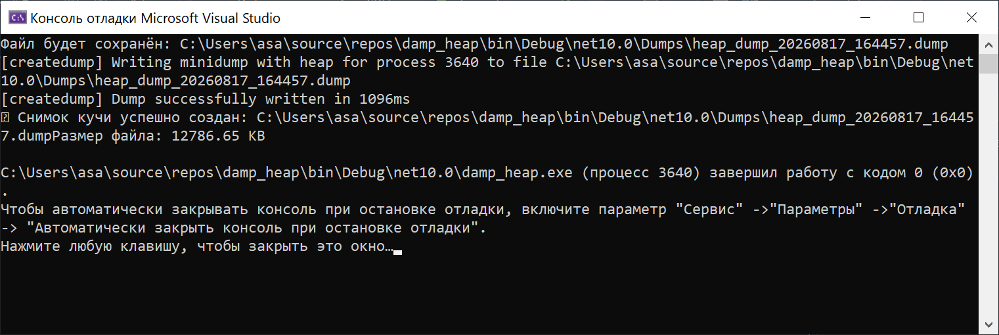 Консоль отладки Microsoft Visual Studio
Файл будет сохранён: C:\Users\asa\source\repos\damp_heap\bin\Debug\net10.0\Dumps\heap_dump_20260817_164457.dump
[createdump] Writing minidump with heap for process 3640 to file C:\Users\asa\source\repos\damp_heap\bin\Debug\net
10.0\Dumps\heap_dump_20260817_164457.dump
[createdump] Dump successfully written in 1096ms
⍰ Снимок кучи успешно создан: C:\Users\asa\source\repos\damp_heap\bin\Debug\net10.0\Dumps\heap_dump_20260817_16445
7.dumpРазмер файла: 12786.65 KB
C:\Users\asa\source\repos\damp_heap\bin\Debug\net10.0\damp_heap.exe (процесс 3640) завершил работу с кодом 0 (0x0)
.
Чтобы автоматически закрывать консоль при остановке отладки, включите параметр "Сервис" ->"Параметры" ->"Отладка"
-> "Автоматически закрыть консоль при остановке отладки".
Нажмите любую клавишу, чтобы закрыть это окно…